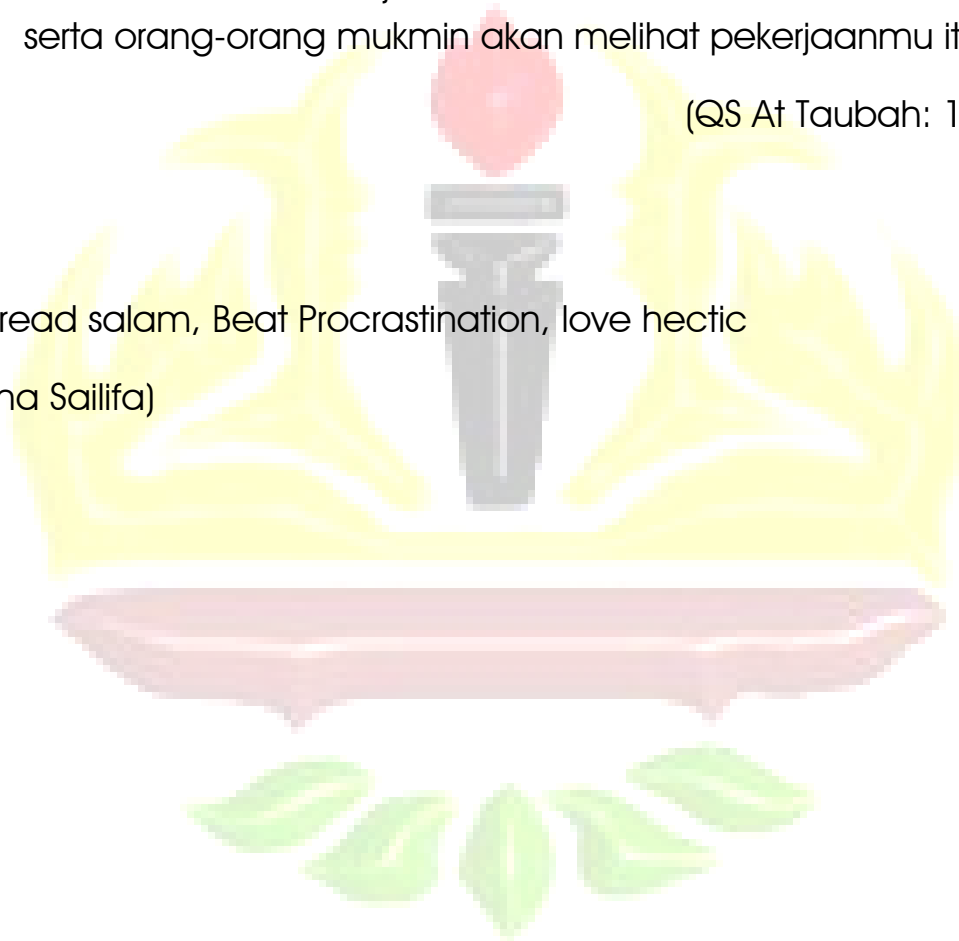 serta orang-orang mukmin akan melihat pekerjaanmu it
(QS At Taubah: 1
read salam, Beat Procrastination, love hectic
na Sailifa)